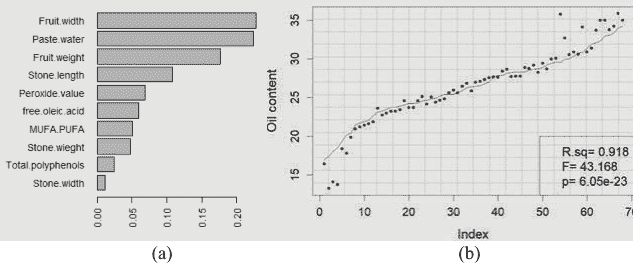 Fruit.width
Paste.water
Fruit.weight
Stone.length
Peroxide.value
free.oleic.acid
MUFA.PUFA
Stone.wieght
Total.polyphenols
Stone.width
0.00 0.05 0.10 0.15 0.20
(a)
Oil content
35
30
25
20
15
R.sq= 0.918
F= 43.168
p= 6.05e-23
0 10 20 30 40 50 60 70
Index
(b)